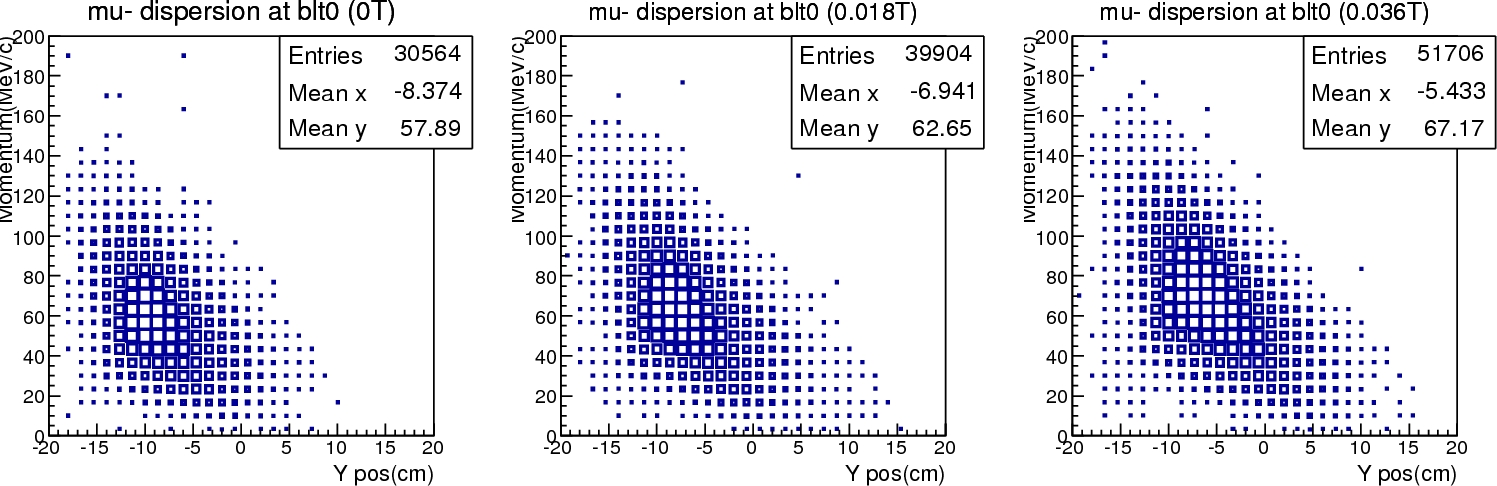 mu- dispersion at blt0 (0T)
Momentum(MeV/c)
200
180
160
140
120
100
80
60
40
20
0
Entries 30564
Mean x -8.374
Mean y 57.89
-20 -15 -10 -5 0 5 10 15 20
Y pos(cm)
mu- dispersion at blt0 (0.018T)
Momentum(MeV/c)
200
180
160
140
120
100
80
60
40
20
0
Entries 39904
Mean x -6.941
Mean y 62.65
-20 -15 -10 -5 0 5 10 15 20
Y pos(cm)
mu- dispersion at blt0 (0.036T)
Momentum(MeV/c)
200
180
160
140
120
100
80
60
40
20
0
Entries 51706
Mean x -5.433
Mean y 67.17
-20 -15 -10 -5 0 5 10 15 20
Y pos(cm)